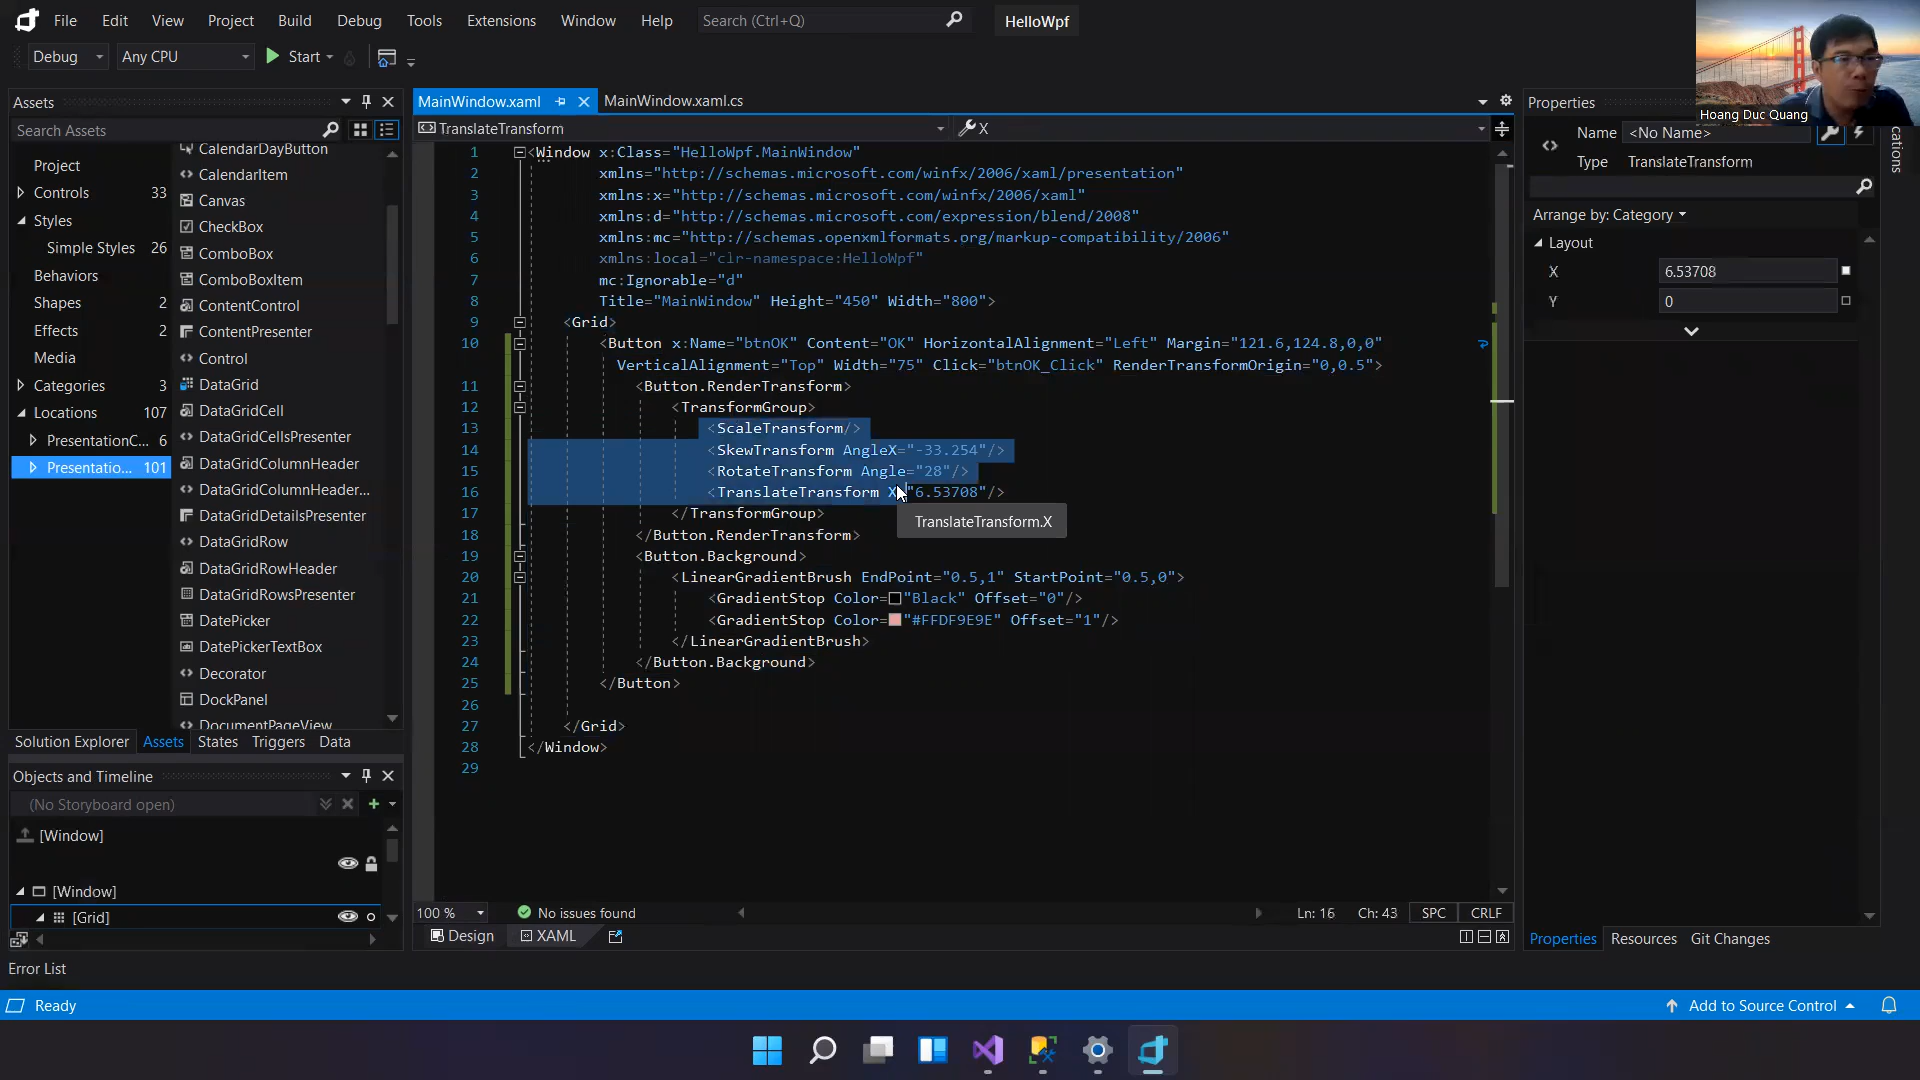 File Edit View Project Build Debug Tools Extensions Window Help Search (Ctrl+Q) HelloWpf
Debug Any CPU Start
Hoang Duc Quang
Assets
Search Assets
Project
Controls 33
Styles
Simple Styles 26
Behaviors
Shapes 2
Effects 2
Media
Categories 3
Locations 107
PresentationC... 6
Presentatio... 101
CalendarDayButton
CalendarItem
Canvas
CheckBox
ComboBox
ComboBoxItem
ContentControl
ContentPresenter
Control
DataGrid
DataGridCell
DataGridCellsPresenter
DataGridColumnHeader
DataGridColumnHeader...
DataGridDetailsPresenter
DataGridRow
DataGridRowHeader
DataGridRowsPresenter
DatePicker
DatePickerTextBox
Decorator
DockPanel
DocumentPageView
Solution Explorer Assets States Triggers Data
Objects and Timeline
(No Storyboard open)
[Window]
[Window]
[Grid]
MainWindow.xaml MainWindow.xaml.cs
TranslateTransform X
1 <Window x:Class="HelloWpf.MainWindow"
2 xmlns="http://schemas.microsoft.com/winfx/2006/xaml/presentation"
3 xmlns:x="http://schemas.microsoft.com/winfx/2006/xaml"
4 xmlns:d="http://schemas.microsoft.com/expression/blend/2008"
5 xmlns:mc="http://schemas.openxmlformats.org/markup-compatibility/2006"
6 xmlns:local="clr-namespace:HelloWpf"
7 mc:Ignorable="d"
8 Title="MainWindow" Height="450" Width="800">
9 <Grid>
10 <Button x:Name="btnOK" Content="OK" HorizontalAlignment="Left" Margin="121.6,124.8,0,0"
VerticalAlignment="Top" Width="75" Click="btnOK_Click" RenderTransformOrigin="0,0.5">
11 <Button.RenderTransform>
12 <TransformGroup>
13 <ScaleTransform/>
14 <SkewTransform AngleX="-33.254"/>
15 <RotateTransform Angle="28"/>
16 <TranslateTransform X="6.53708"/>
17 </TransformGroup>
TranslateTransform.X
18 </Button.RenderTransform>
19 <Button.Background>
20 <LinearGradientBrush EndPoint="0.5,1" StartPoint="0.5,0">
21 <GradientStop Color="Black" Offset="0"/>
22 <GradientStop Color="#FFDF9E9E" Offset="1"/>
23 </LinearGradientBrush>
24 </Button.Background>
25 </Button>
26
27 </Grid>
28 </Window>
29
100 % No issues found Ln: 16 Ch: 43 SPC CRLF
Design XAML
Properties
Name <No Name>
Type TranslateTransform
Arrange by: Category
Layout
X 6.53708
Y 0
Properties Resources Git Changes
cations
Error List
Ready Add to Source Control